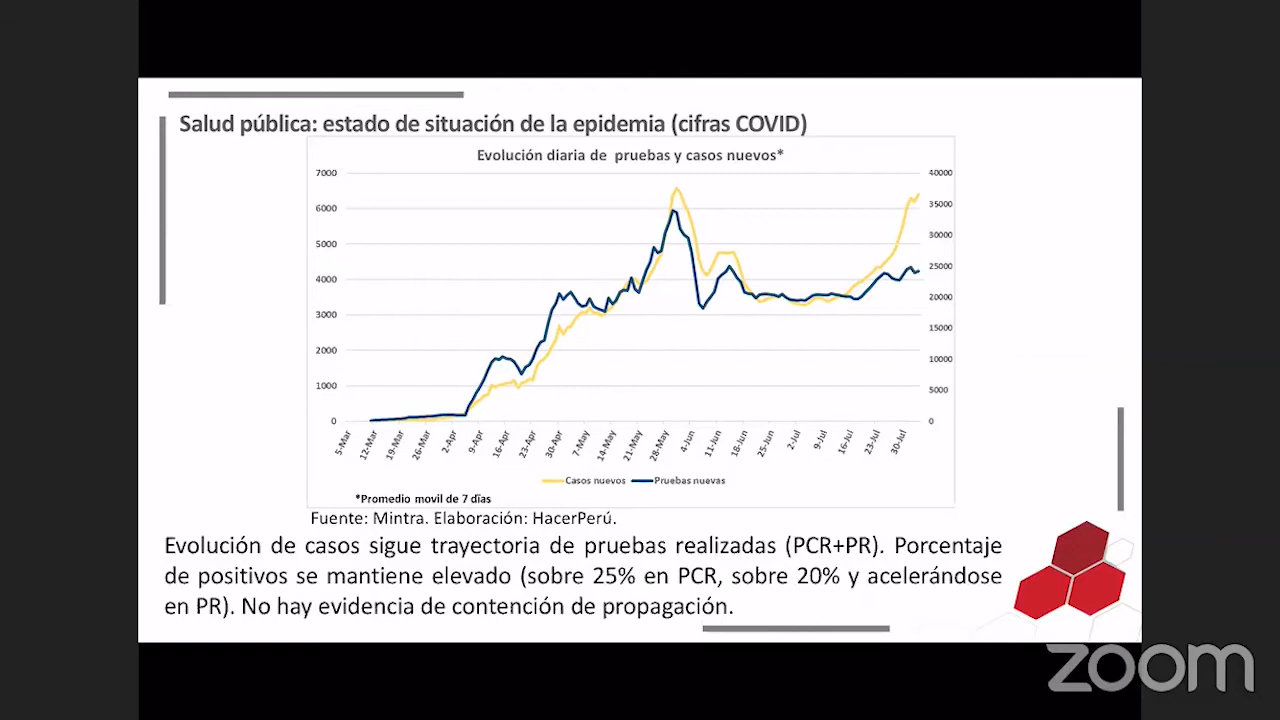 Salud pública: estado de situación de la epidemia (cifras COVID)
Evolución diaria de pruebas y casos nuevos*
7000
6000
5000
4000
3000
2000
1000
0
40000
35000
30000
25000
20000
15000
10000
5000
0
5-Mar
12-Mar
19-Mar
26-Mar
2-Apr
9-Apr
16-Apr
23-Apr
30-Apr
7-May
14-May
21-May
28-May
4-Jun
11-Jun
18-Jun
25-Jun
2-Jul
9-Jul
16-Jul
23-Jul
30-Jul
Casos nuevos Pruebas nuevas
*Promedio movil de 7 días
Fuente: Mintra. Elaboración: HacerPerú.
Evolución de casos sigue trayectoria de pruebas realizadas (PCR+PR). Porcentaje
de positivos se mantiene elevado (sobre 25% en PCR, sobre 20% y acelerándose
en PR). No hay evidencia de contención de propagación.
zoom